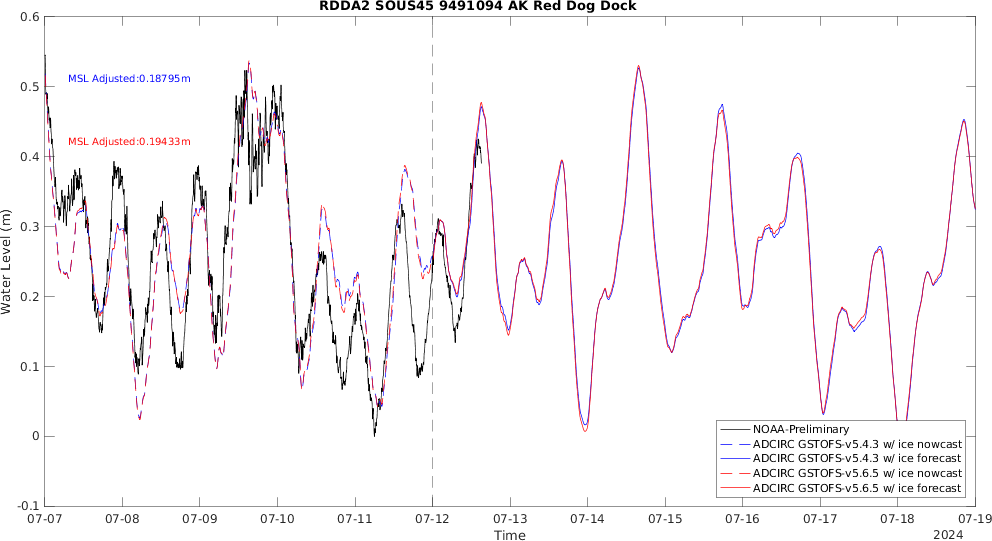 RDDA2 SOUS45 9491094 AK Red Dog Dock
0.6
0.5
0.4
0.3
0.2
0.1
0
-0.1
Water Level (m)
MSL Adjusted:0.18795m
MSL Adjusted:0.19433m
NOAA-Preliminary
ADCIRC GSTOFS-v5.4.3 w/ ice nowcast
ADCIRC GSTOFS-v5.4.3 w/ ice forecast
ADCIRC GSTOFS-v5.6.5 w/ ice nowcast
ADCIRC GSTOFS-v5.6.5 w/ ice forecast
07-07 07-08 07-09 07-10 07-11 07-12 07-13 07-14 07-15 07-16 07-17 07-18 07-19
Time
2024